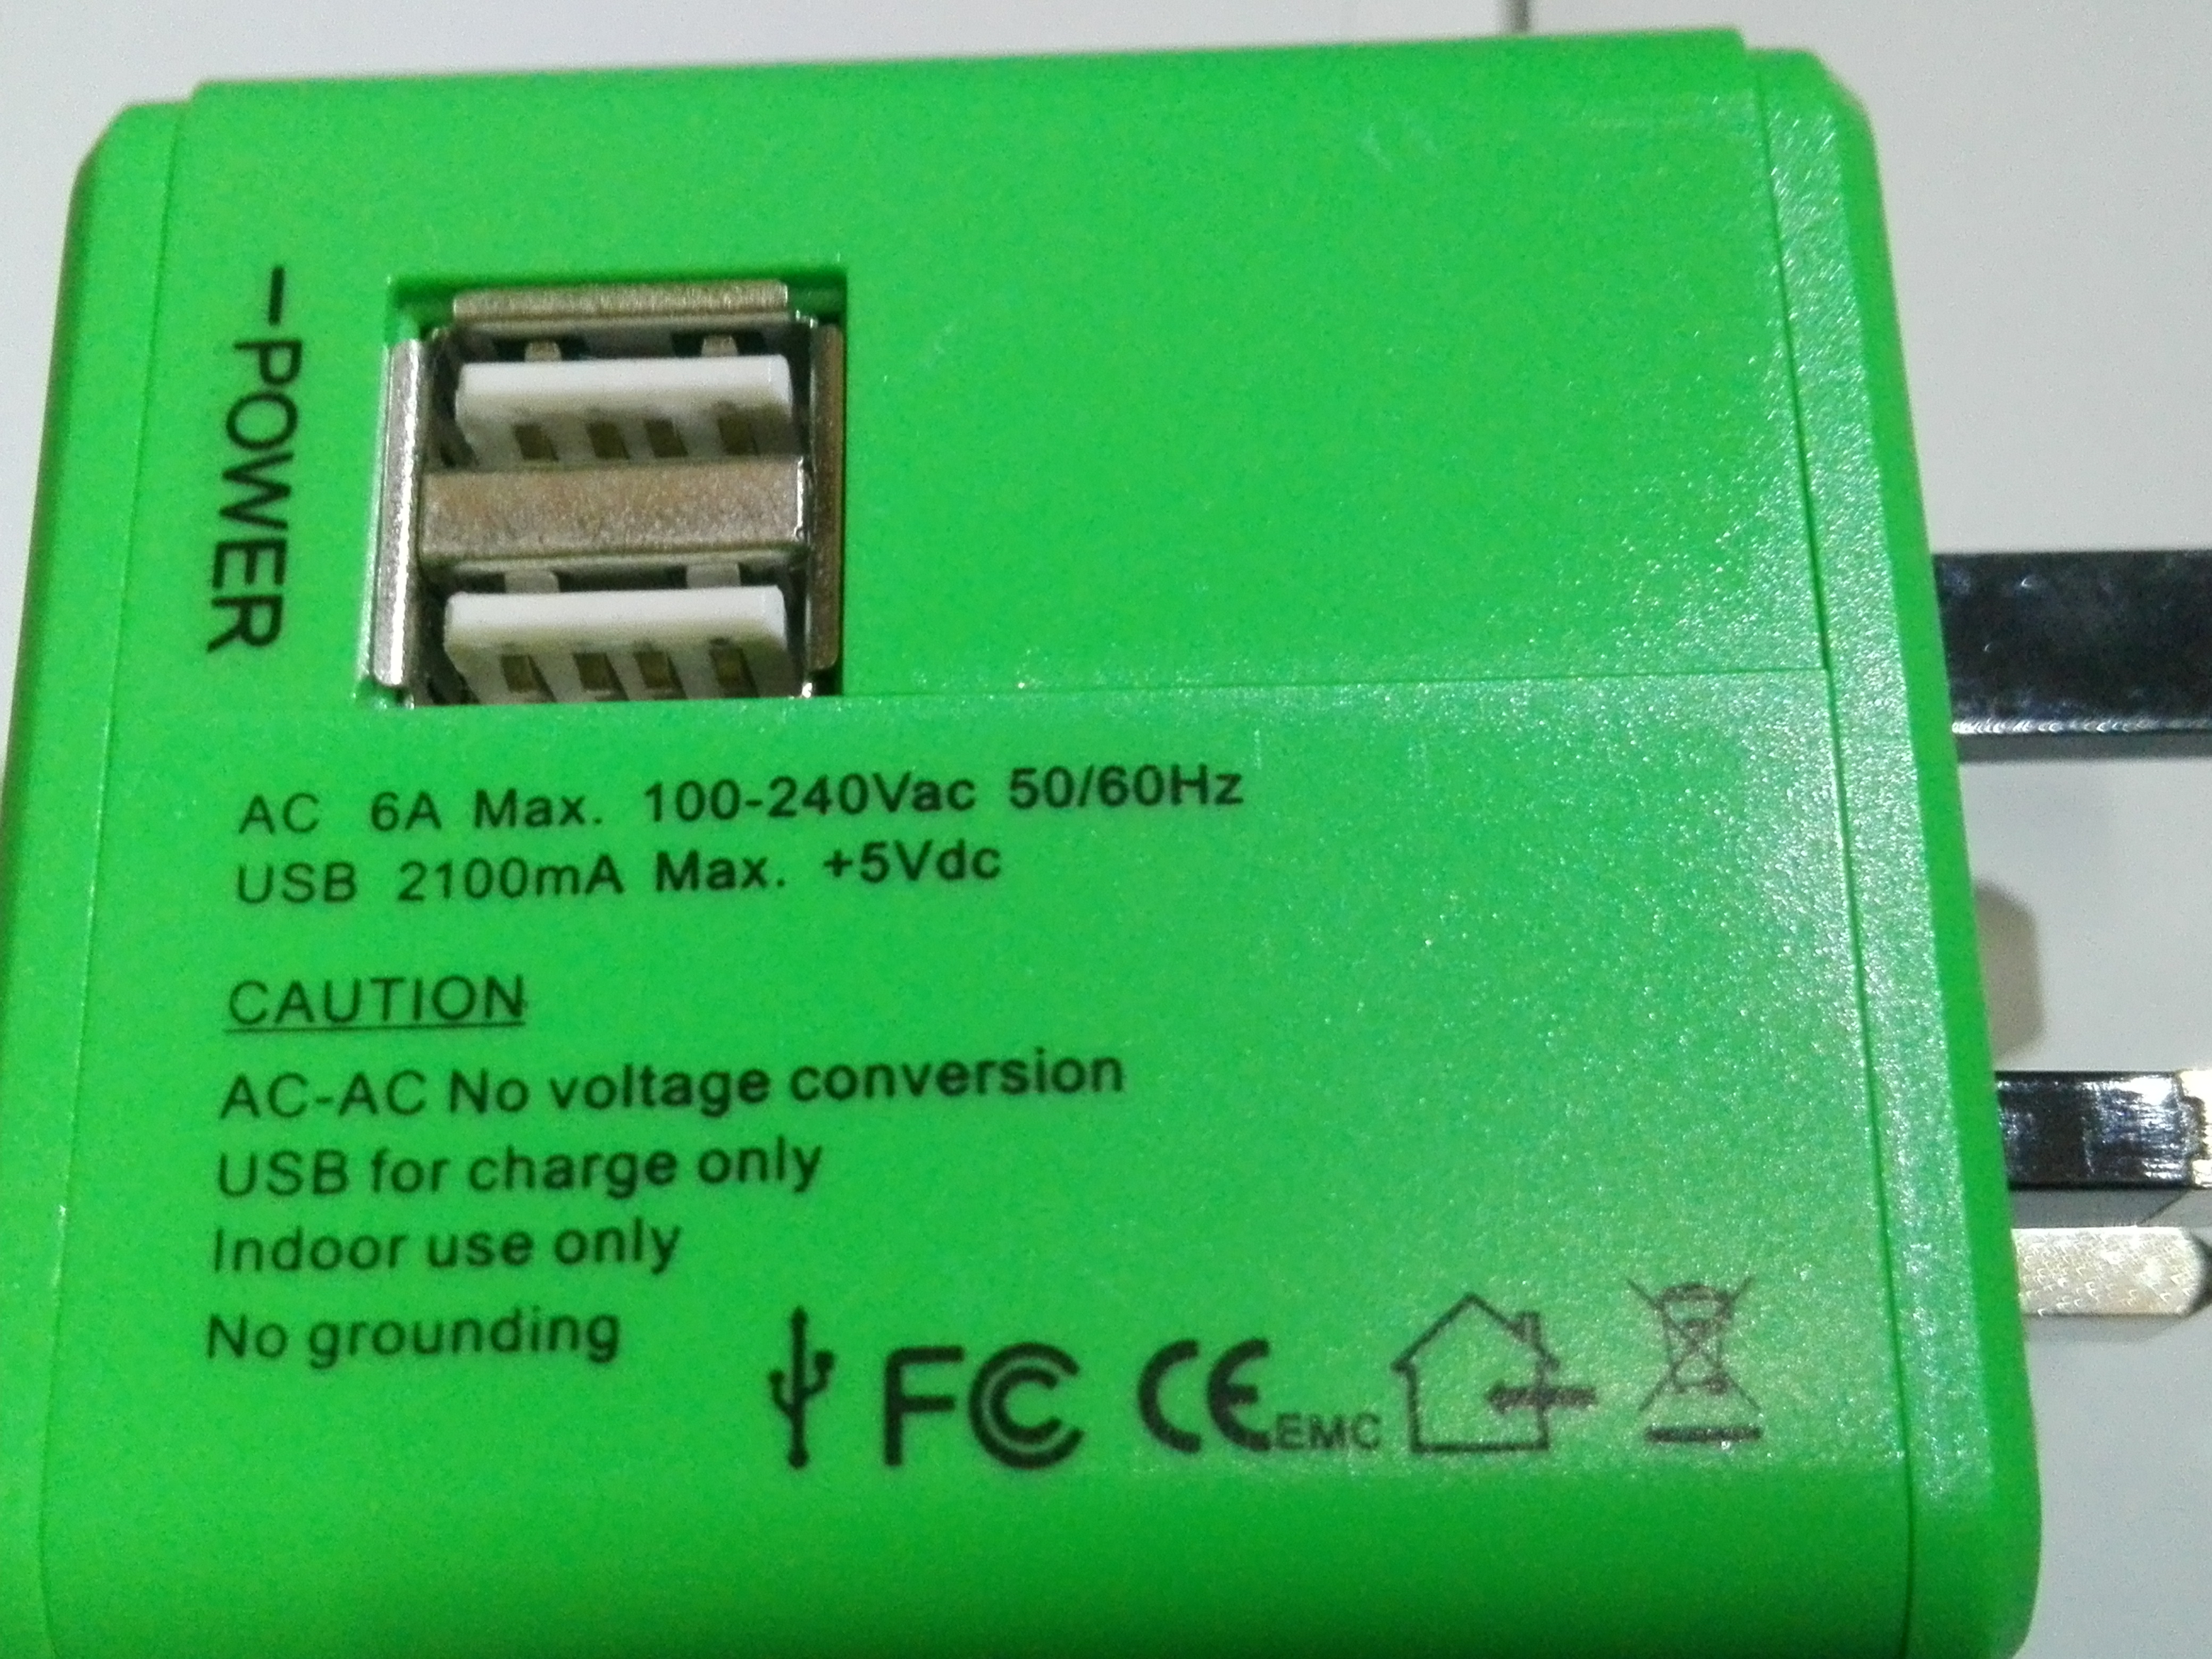 —POWER
AC 6A Max. 100-240Vac 50/60Hz
USB 2100mA Max. +5Vdc
CAUTION
AC-AC No voltage conversion
USB for charge only
Indoor use only
No grounding
FC CE EMC